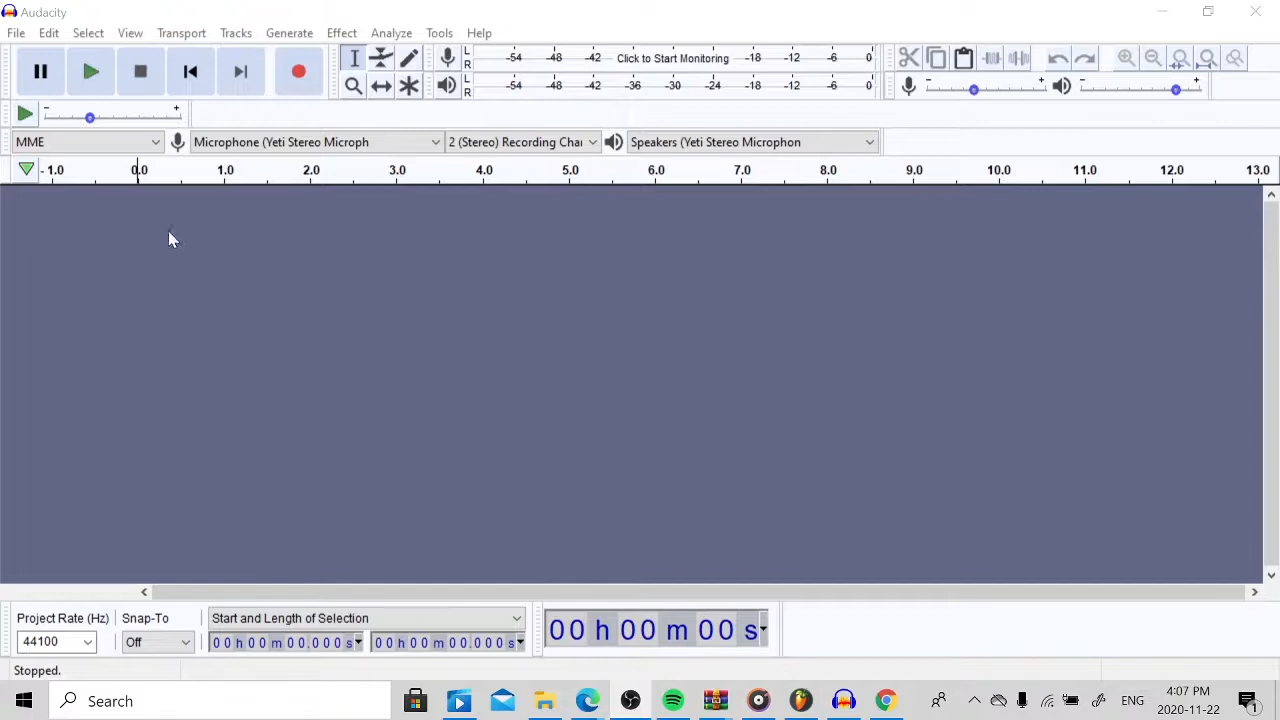 Audacity
File Edit Select View Transport Tracks Generate Effect Analyze Tools Help
L R -54 -48 -42 Click to Start Monitoring -18 -12 -6 0
L R -54 -48 -42 -36 -30 -24 -18 -12 -6 0
- + - +
- +
MME Microphone (Yeti Stereo Microph 2 (Stereo) Recording Chai Speakers (Yeti Stereo Microphon
- 1.0 0.0 1.0 2.0 3.0 4.0 5.0 6.0 7.0 8.0 9.0 10.0 11.0 12.0 13.0
Project Rate (Hz) Snap-To Start and Length of Selection
44100 Off 00 h 00 m 00.000 s 00 h 00 m 00.000 s 00 h 00 m 00 s
Stopped.
Search ENG 4:07 PM
2020-11-22 1